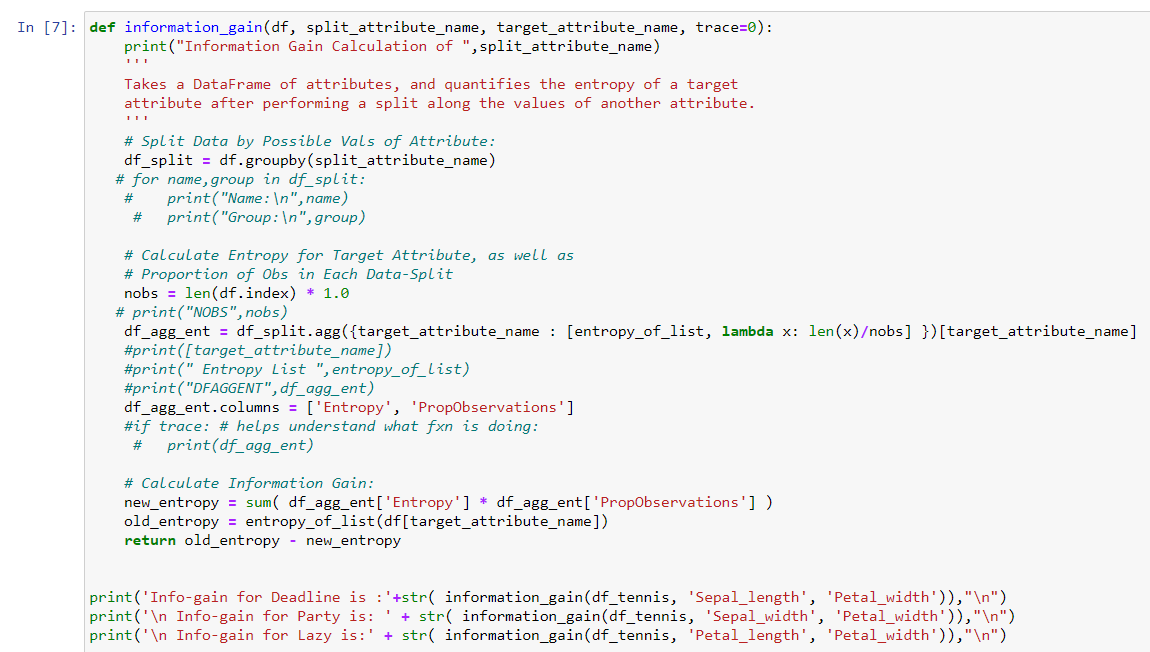 In [7]: def information_gain(df, split_attribute_name, target_attribute_name, trace=0):
    print("Information Gain Calculation of ",split_attribute_name)
    '''
    Takes a DataFrame of attributes, and quantifies the entropy of a target
    attribute after performing a split along the values of another attribute.
    '''
    # Split Data by Possible Vals of Attribute:
    df_split = df.groupby(split_attribute_name)
   # for name,group in df_split:
    #    print("Name:\n",name)
     #   print("Group:\n",group)

    # Calculate Entropy for Target Attribute, as well as
    # Proportion of Obs in Each Data-Split
    nobs = len(df.index) * 1.0
   # print("NOBS",nobs)
    df_agg_ent = df_split.agg({target_attribute_name : [entropy_of_list, lambda x: len(x)/nobs] })[target_attribute_name]
    #print([target_attribute_name])
    #print(" Entropy List ",entropy_of_list)
    #print("DFAGGENT",df_agg_ent)
    df_agg_ent.columns = ['Entropy', 'PropObservations']
    #if trace: # helps understand what fxn is doing:
     #   print(df_agg_ent)

    # Calculate Information Gain:
    new_entropy = sum( df_agg_ent['Entropy'] * df_agg_ent['PropObservations'] )
    old_entropy = entropy_of_list(df[target_attribute_name])
    return old_entropy - new_entropy


print('Info-gain for Deadline is :'+str( information_gain(df_tennis, 'Sepal_length', 'Petal_width')),"\n")
print('\n Info-gain for Party is: ' + str( information_gain(df_tennis, 'Sepal_width', 'Petal_width')),"\n")
print('\n Info-gain for Lazy is:' + str( information_gain(df_tennis, 'Petal_length', 'Petal_width')),"\n")